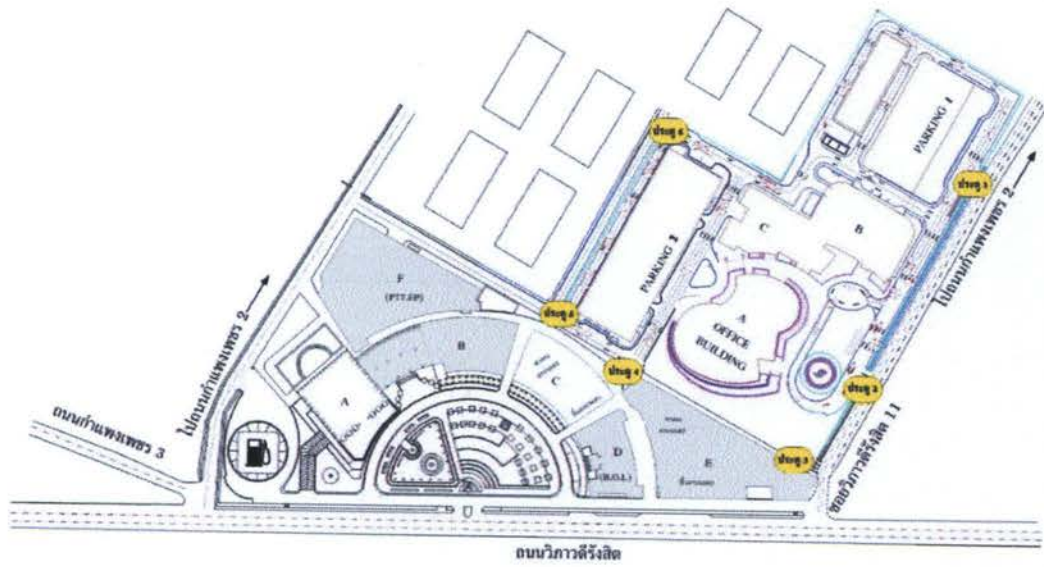 ประตู 6
PARKING 1
ประตู 1
ไปถนนกำแพงเพชร 2
C
B
PARKING 2
A
OFFICE
BUILDING
F
(PTT.EP)
ประตู 5
ไปถนนกำแพงเพชร 2
B
C
ประตู 4
ประตู 2
A
ถนนกำแพงเพชร 3
D
(B.O.I.)
E
ประตู 3
ซอยวิภาวดีรังสิต 11
ถนนวิภาวดีรังสิต